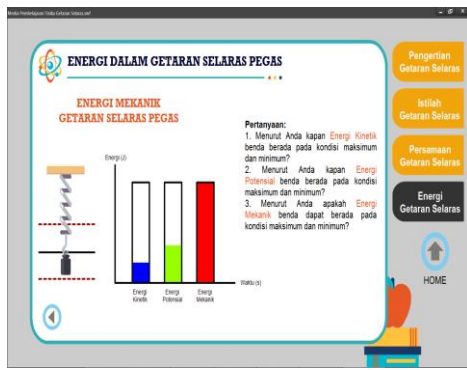 Media Pembelajaran Fisika Getaran Selaras.swf
ENERGI DALAM GETARAN SELARAS PEGAS
ENERGI MEKANIK
GETARAN SELARAS PEGAS
Energi (J)
Waktu (s)
Energi
Kinetik
Energi
Potensial
Energi
Mekanik
Pertanyaan:
1. Menurut Anda kapan Energi Kinetik
benda berada pada kondisi maksimum
dan minimum?
2. Menurut Anda kapan Energi
Potensial benda berada pada kondisi
maksimum dan minimum?
3. Menurut Anda apakah Energi
Mekanik benda dapat berada pada
kondisi maksimum dan minimum?
Pengertian
Getaran Selaras
Istilah
Getaran Selaras
Persamaan
Getaran Selaras
Energi
Getaran Selaras
HOME